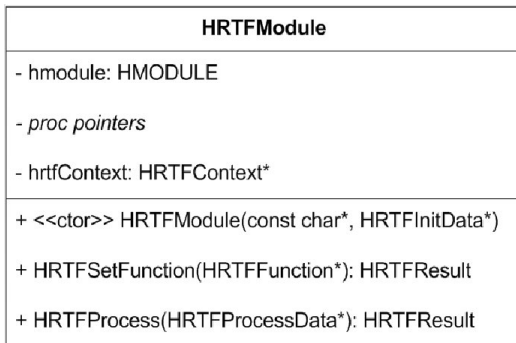 HRTFModule
- hmodule: HMODULE
- proc pointers
- hrtfContext: HRTFContext*
+ <<ctor>> HRTFModule(const char*, HRTFInitData*)
+ HRTFSetFunction(HRTFFunction*): HRTFResult
+ HRTFProcess(HRTFProcessData*): HRTFResult